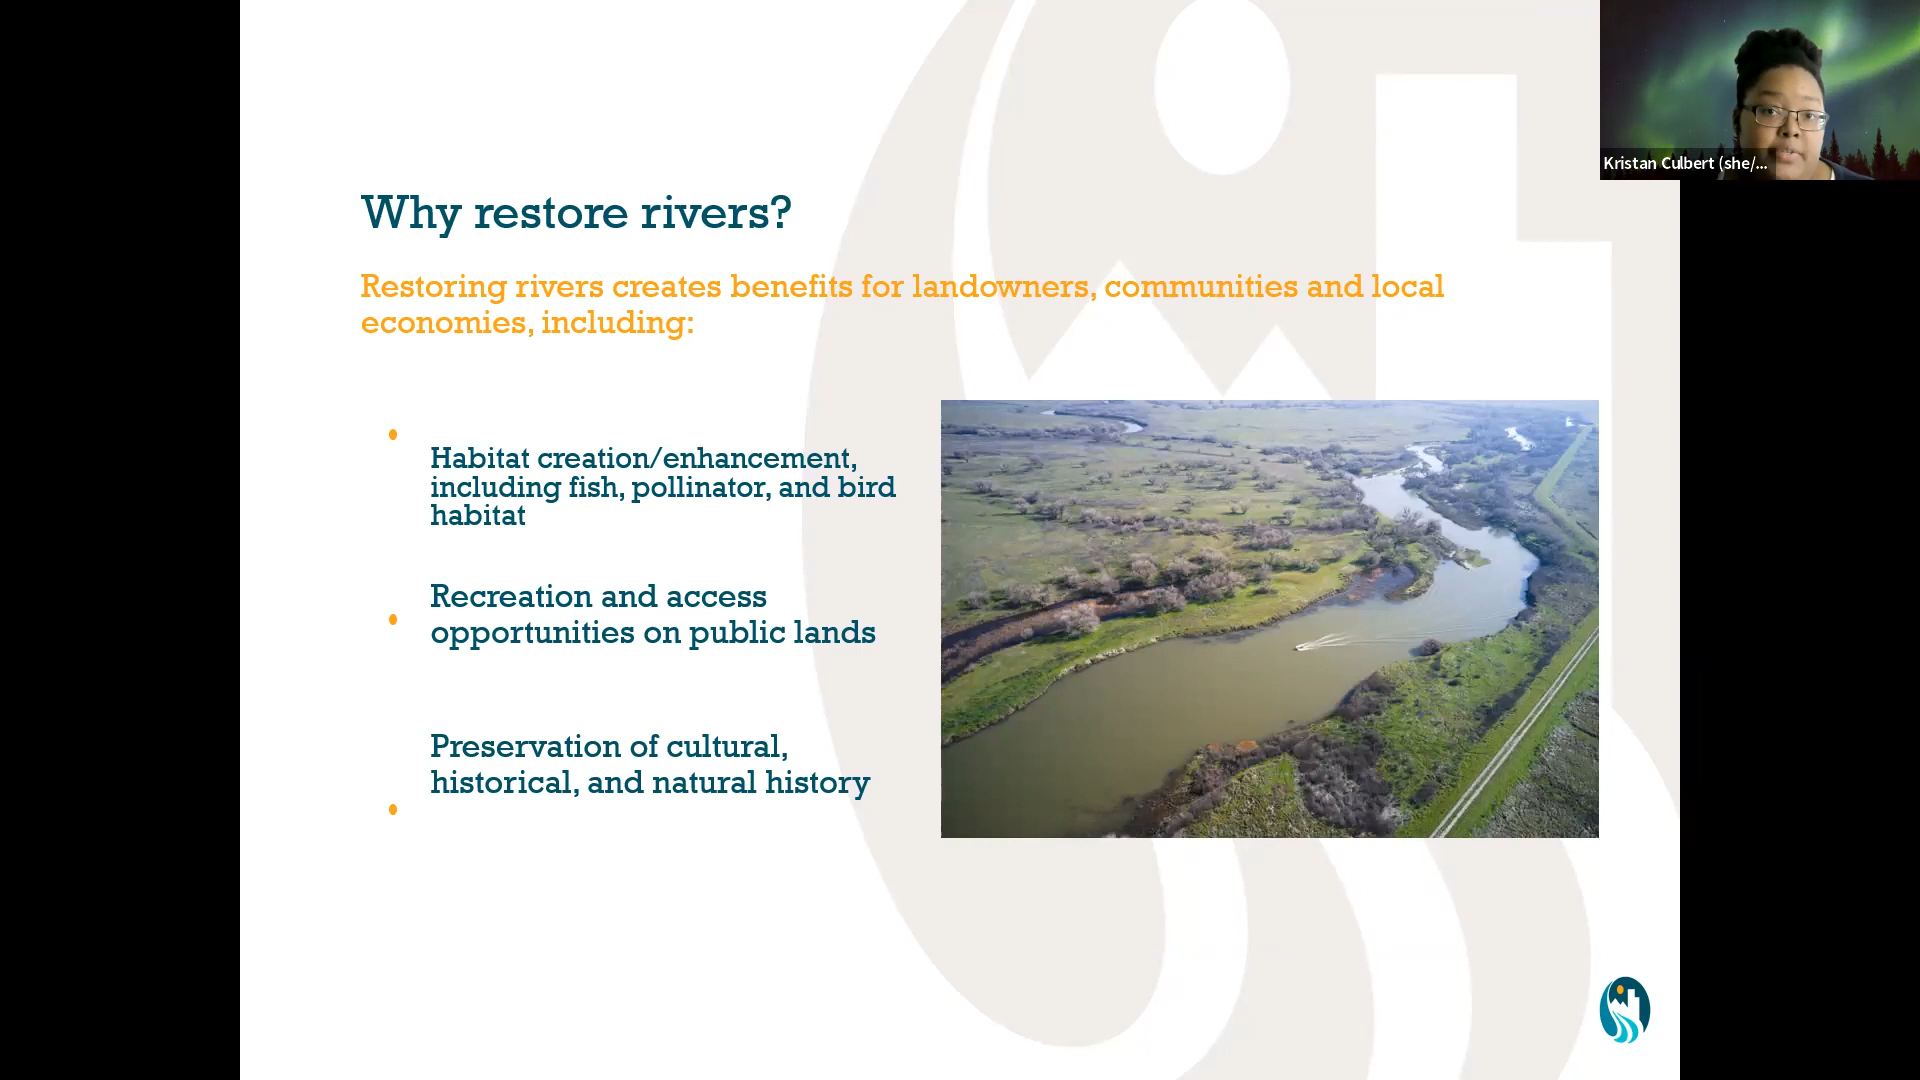 Why restore rivers?
Restoring rivers creates benefits for landowners, communities and local
economies, including:
Habitat creation/enhancement,
including fish, pollinator, and bird
habitat
Recreation and access
opportunities on public lands
Preservation of cultural,
historical, and natural history
Kristan Culbert (she/...